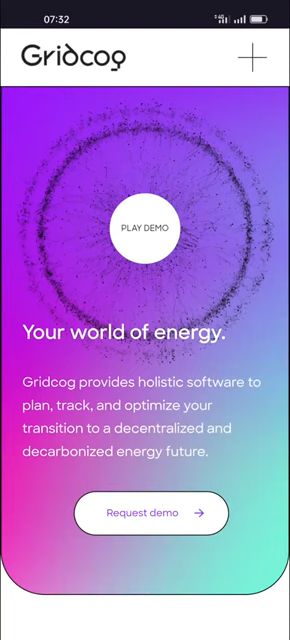 07:32
Gridcog
PLAY DEMO
Your world of energy.
Gridcog provides holistic software to
plan, track, and optimize your
transition to a decentralized and
decarbonized energy future.
Request demo →